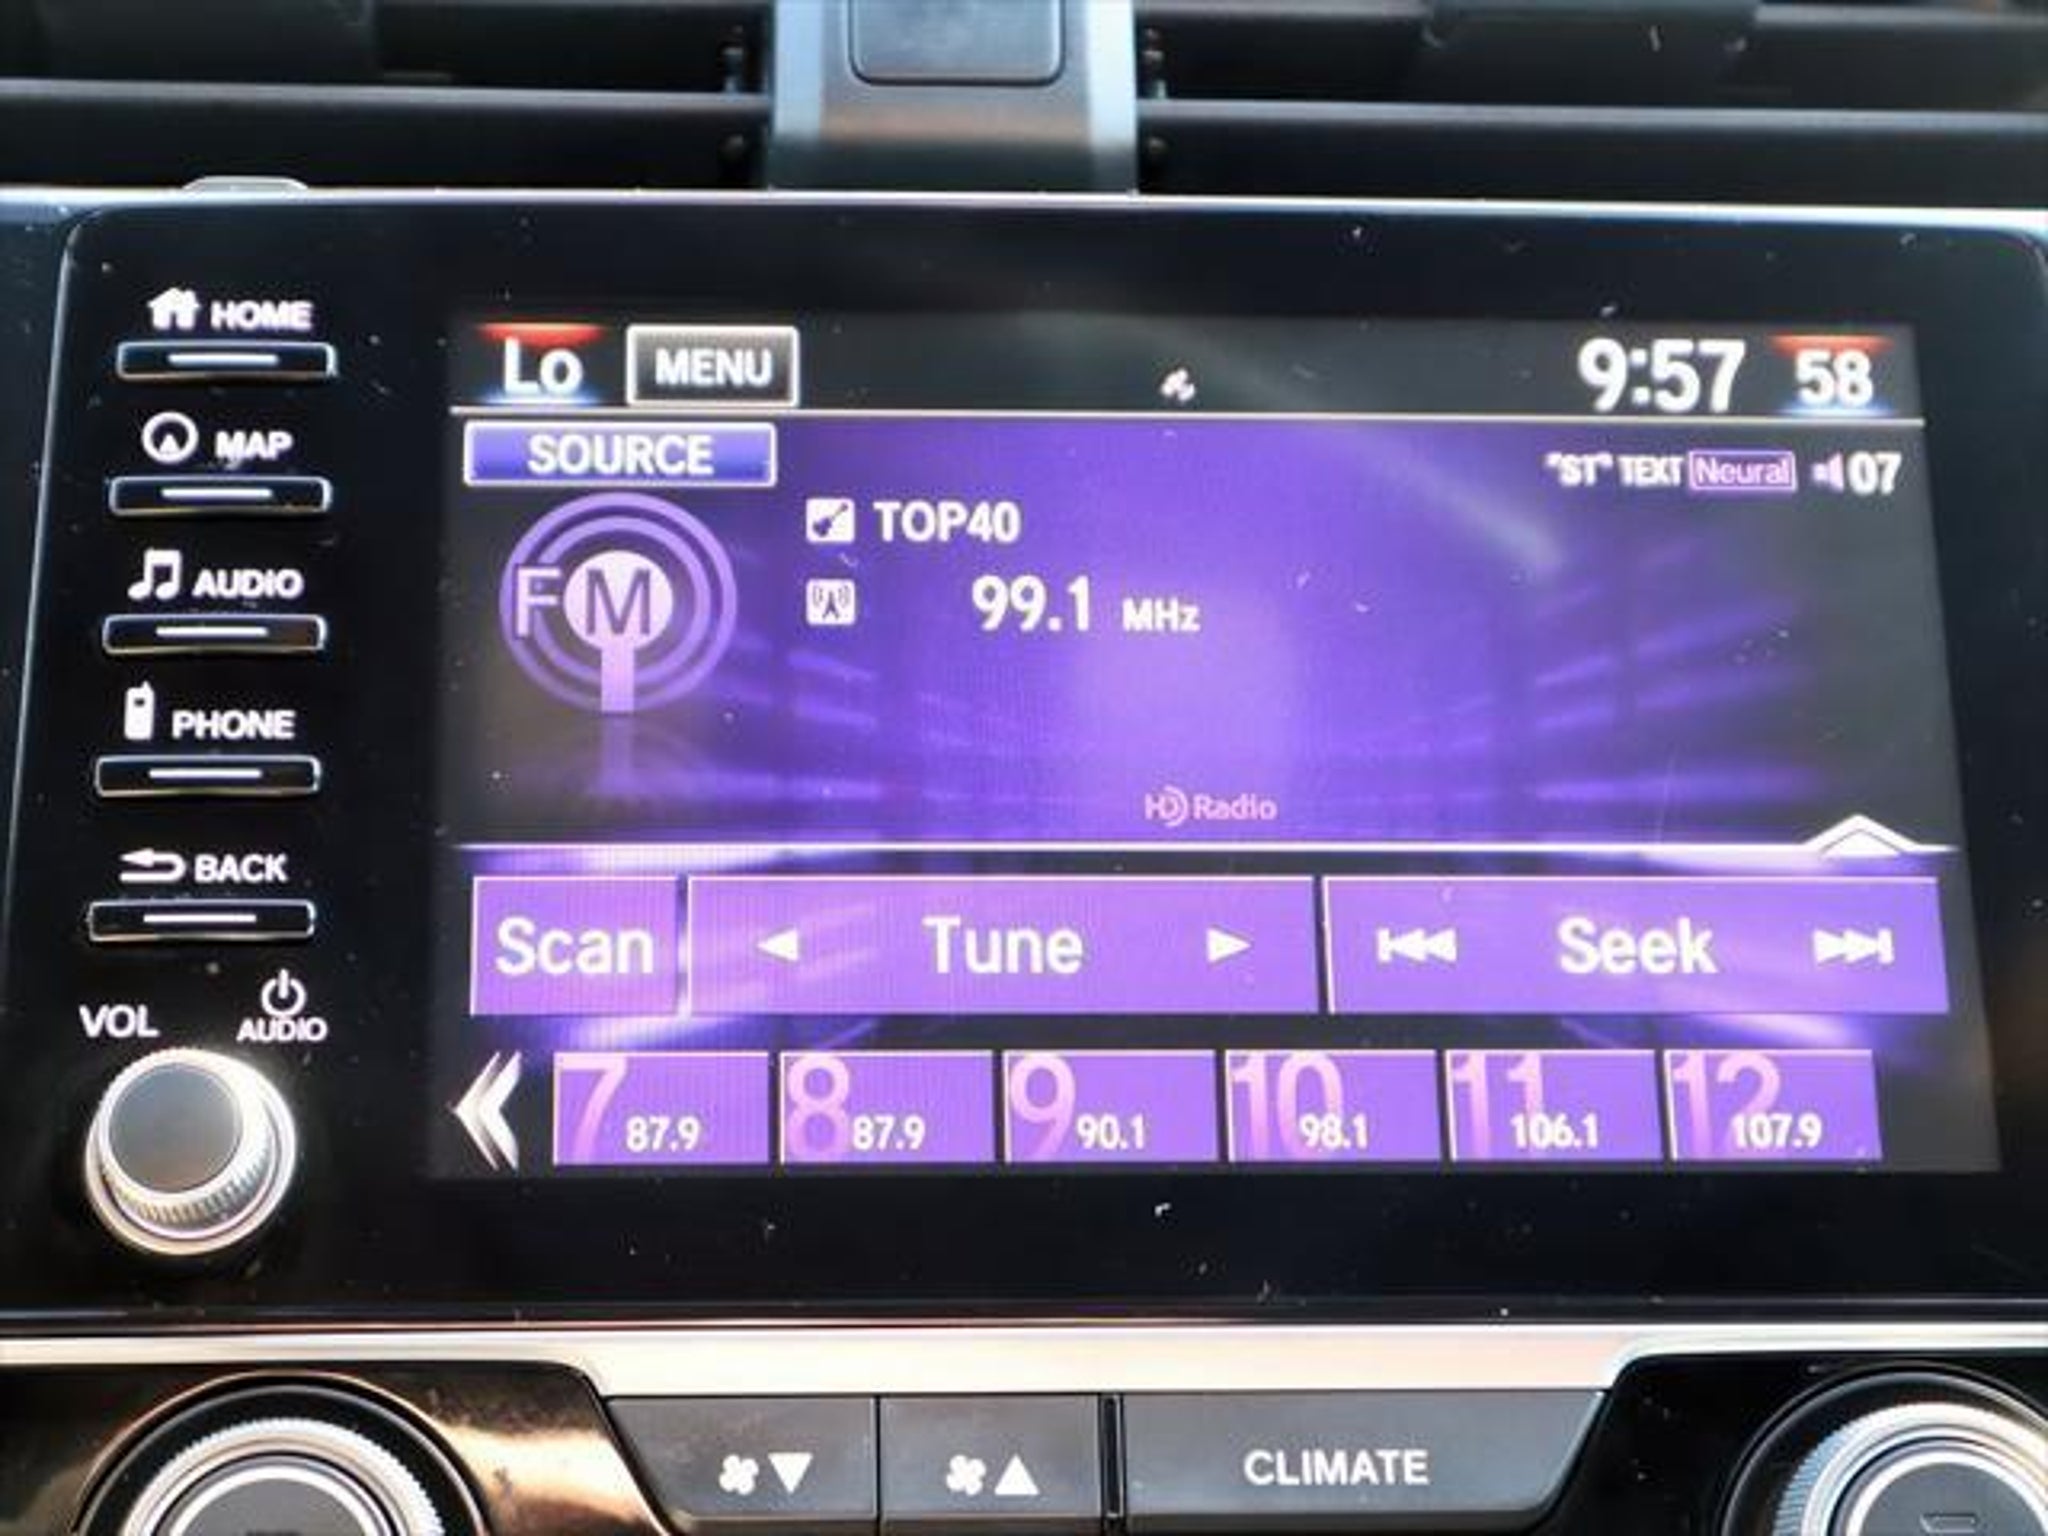 HOME
MAP
AUDIO
PHONE
BACK
VOL AUDIO
Lo MENU 9:57 58
SOURCE "ST" TEXT Neural 07
FM
TOP40
99.1 MHz
HD Radio
Scan Tune Seek
7 87.9 8 87.9 9 90.1 10 98.1 11 106.1 12 107.9
CLIMATE